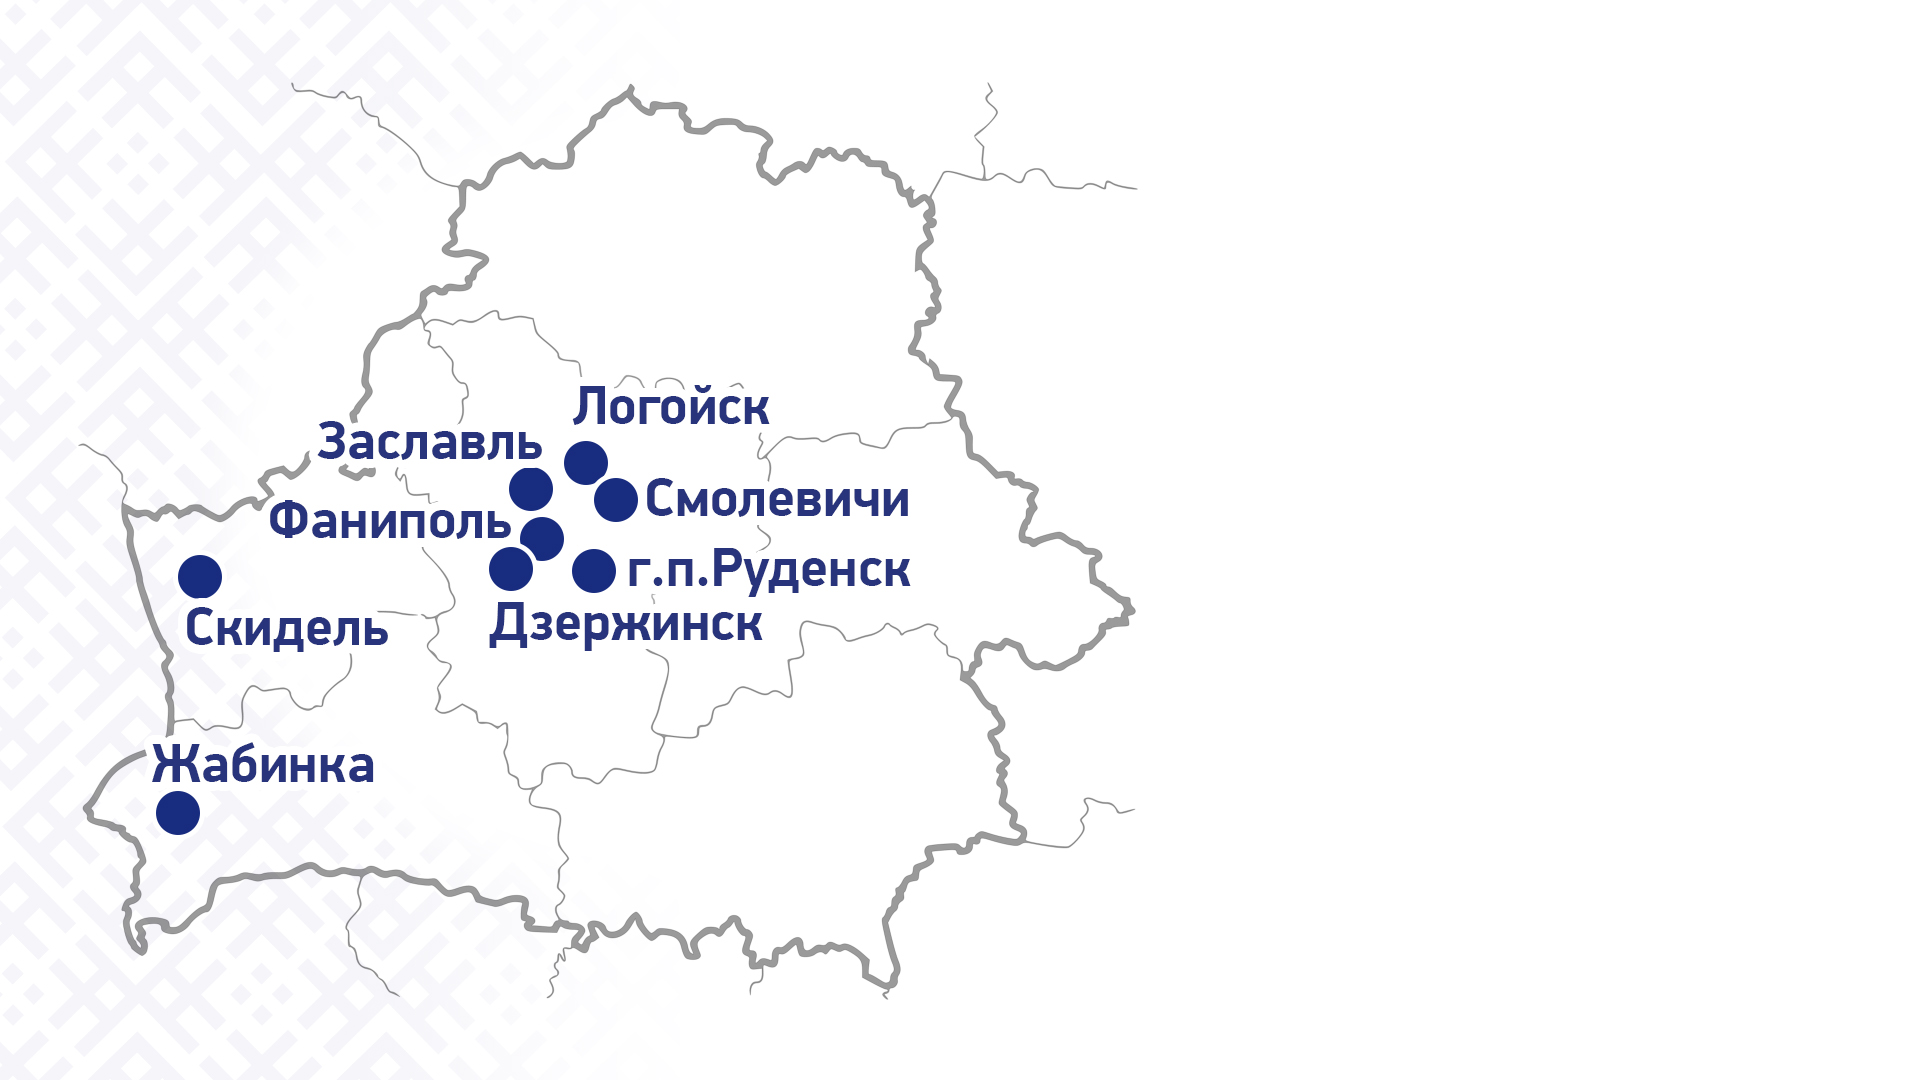 Логойск
Заславль
Смолевичи
Фаниполь
г.п.Руденск
Дзержинск
Скидель
Жабинка